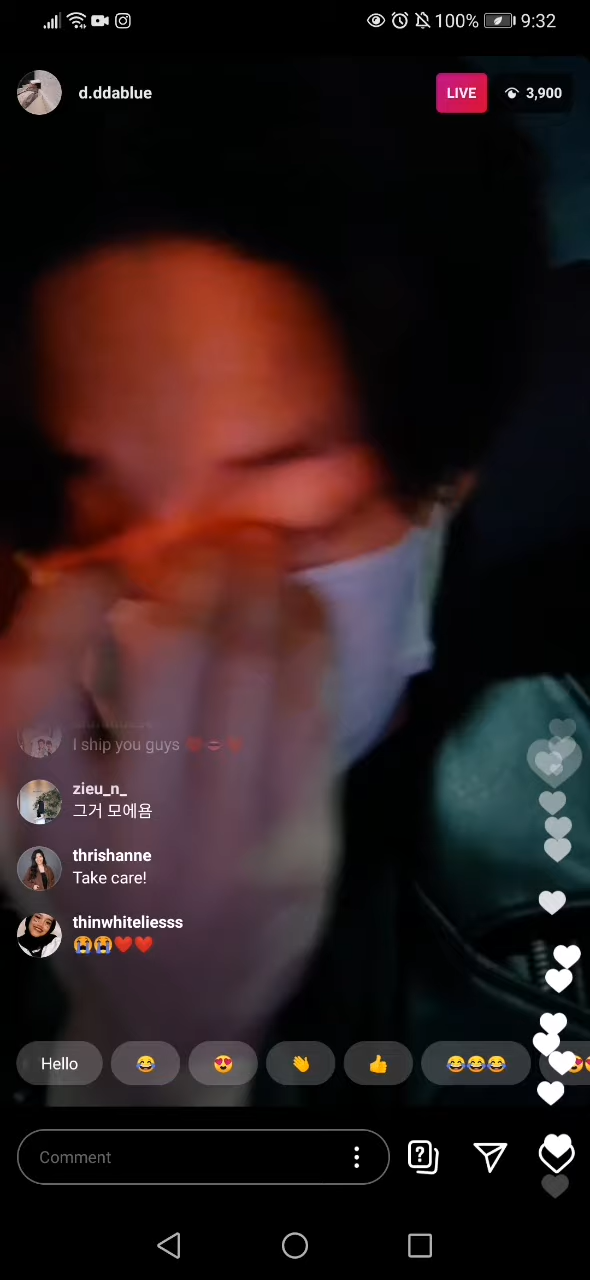 100% 9:32
d.ddablue LIVE 3,900
I ship you guys ❤️👄❤️
zieu_n_
그거 모에욤
thrishanne
Take care!
thinwhiteliesss
😭😭❤️❤️
Hello 😂 😍 👋 👍 😂😂😂
Comment